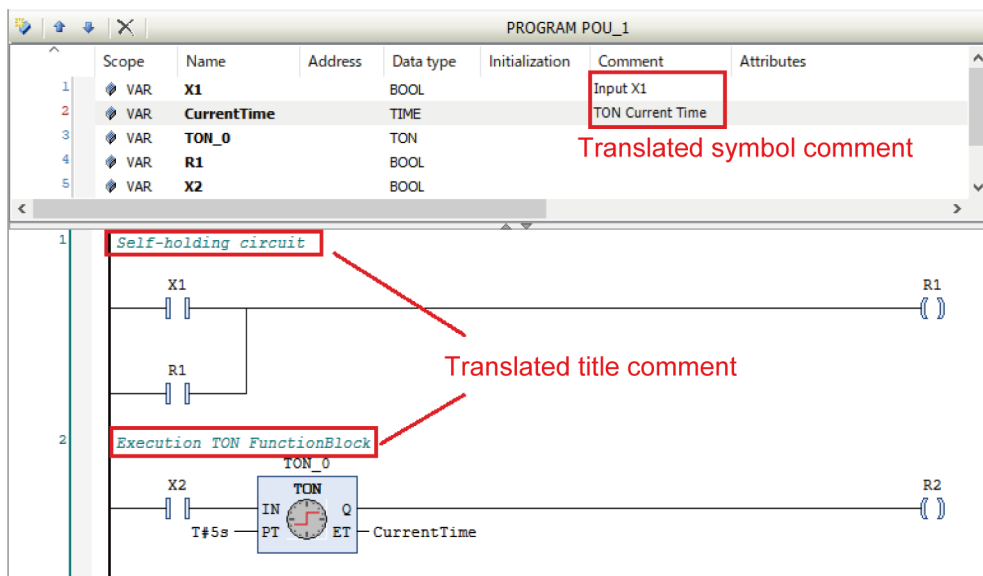 PROGRAM POU_1
Scope Name Address Data type Initialization Comment Attributes
1 VAR X1 BOOL Input X1
2 VAR CurrentTime TIME TON Current Time
3 VAR TON_0 TON
Translated symbol comment
4 VAR R1 BOOL
5 VAR X2 BOOL
1 Self-holding circuit
X1 R1
Translated title comment
R1
2 Execution TON FunctionBlock
TON_0
X2 TON R2
IN Q
T#5s PT ET CurrentTime